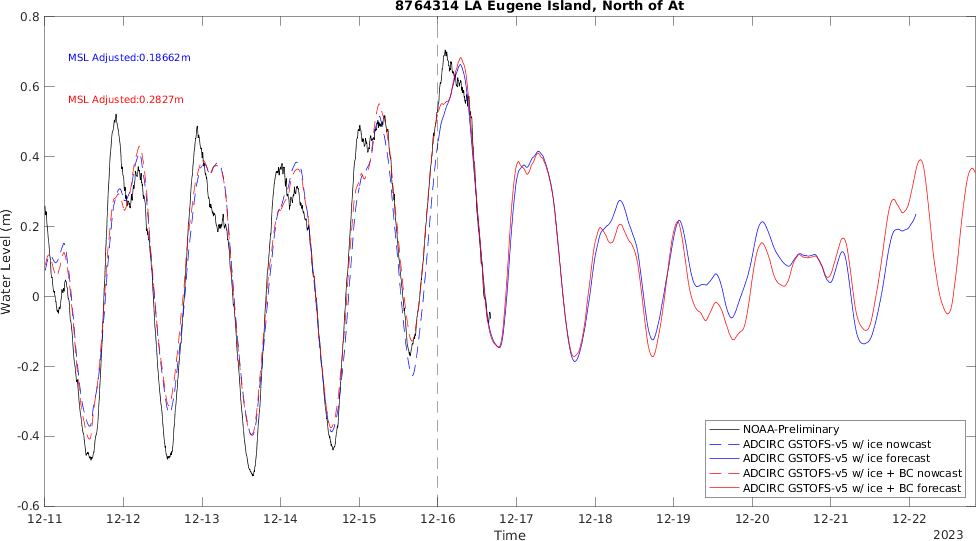 8764314 LA Eugene Island, North of At
MSL Adjusted:0.18662m
MSL Adjusted:0.2827m
Water Level (m)
0.8
0.6
0.4
0.2
0
-0.2
-0.4
-0.6
NOAA-Preliminary
ADCIRC GSTOFS-v5 w/ ice nowcast
ADCIRC GSTOFS-v5 w/ ice forecast
ADCIRC GSTOFS-v5 w/ ice + BC nowcast
ADCIRC GSTOFS-v5 w/ ice + BC forecast
12-11 12-12 12-13 12-14 12-15 12-16 12-17 12-18 12-19 12-20 12-21 12-22
Time
2023